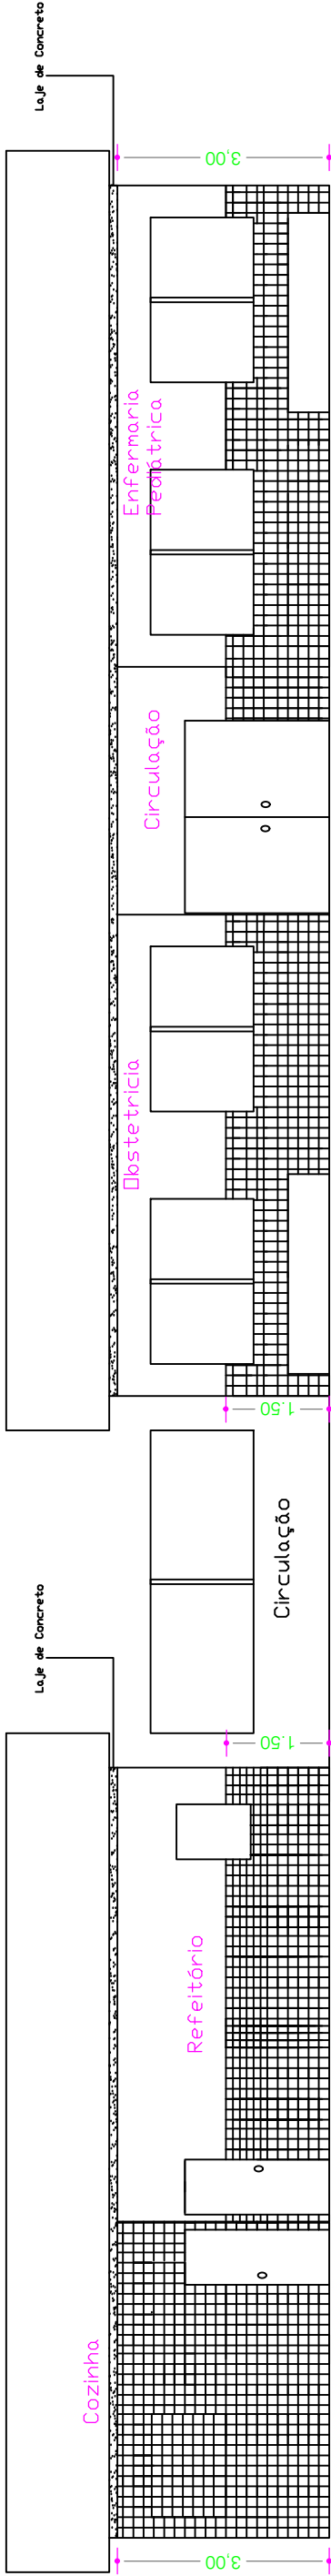 Cozinha
Refeitório
Laje de Concreto
Circulação
Obstetricia
Circulação
Enfermaria
Pediátrica
Laje de Concreto
3,00
1.50
1.50
3,00